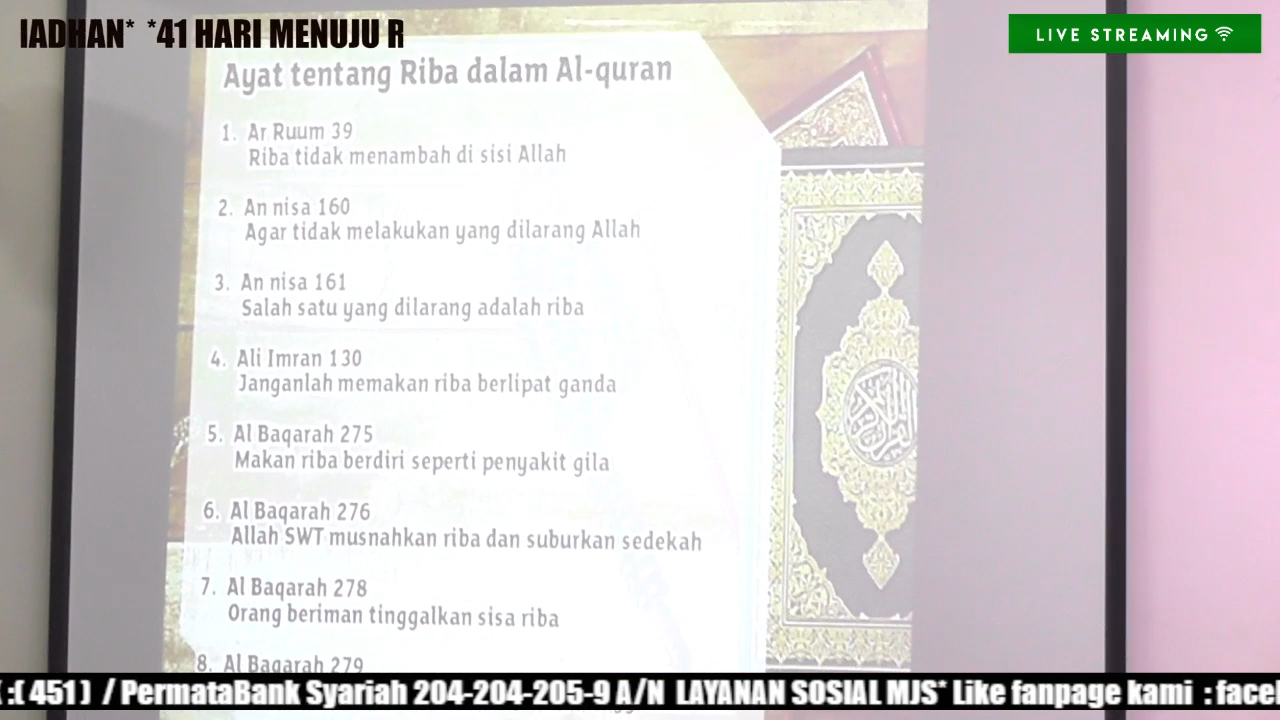 IADHAN* *41 HARI MENUJU R
LIVE STREAMING
Ayat tentang Riba dalam Al-quran
1. Ar Ruum 39
Riba tidak menambah di sisi Allah
2. An nisa 160
Agar tidak melakukan yang dilarang Allah
3. An nisa 161
Salah satu yang dilarang adalah riba
4. Ali Imran 130
Janganlah memakan riba berlipat ganda
5. Al Baqarah 275
Makan riba berdiri seperti penyakit gila
6. Al Baqarah 276
Allah SWT musnahkan riba dan suburkan sedekah
7. Al Baqarah 278
Orang beriman tinggalkan sisa riba
8. Al Baqarah 279
:( 451 ) / PermataBank Syariah 204-204-205-9 A/N LAYANAN SOSIAL MJS* Like fanpage kami : facel